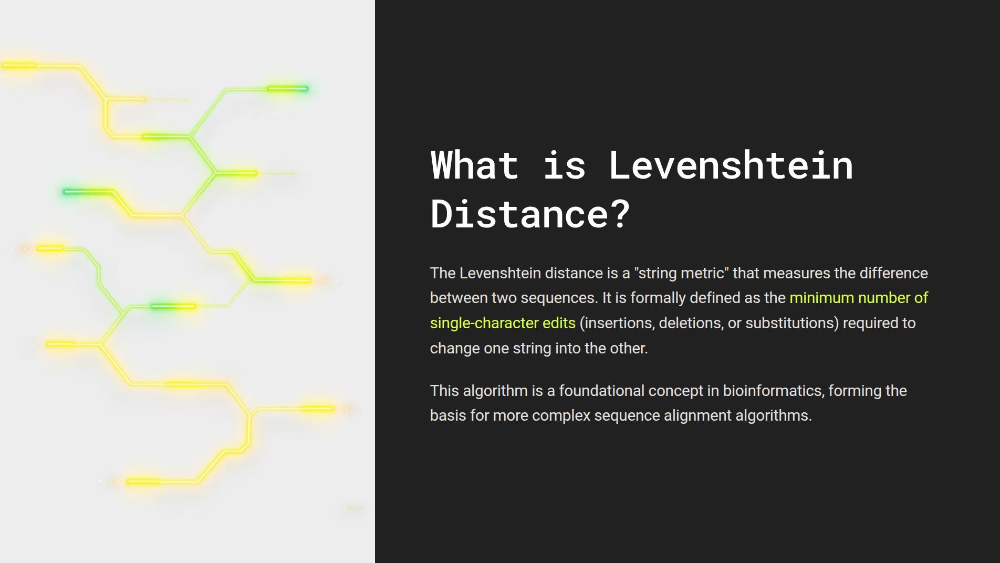 What is Levenshtein
Distance?
The Levenshtein distance is a "string metric" that measures the difference
between two sequences. It is formally defined as the minimum number of
single-character edits (insertions, deletions, or substitutions) required to
change one string into the other.
This algorithm is a foundational concept in bioinformatics, forming the
basis for more complex sequence alignment algorithms.